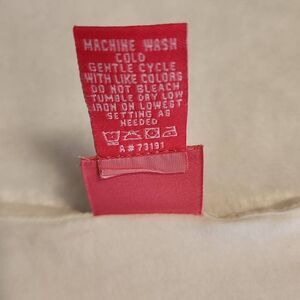 MACHINE WASH
COLD
GENTLE CYCLE
WITH LIKE COLORS
DO NOT BLEACH
TUMBLE DRY LOW
IRON ON LOWEST
SETTING AS
NEEDED
A # 73191